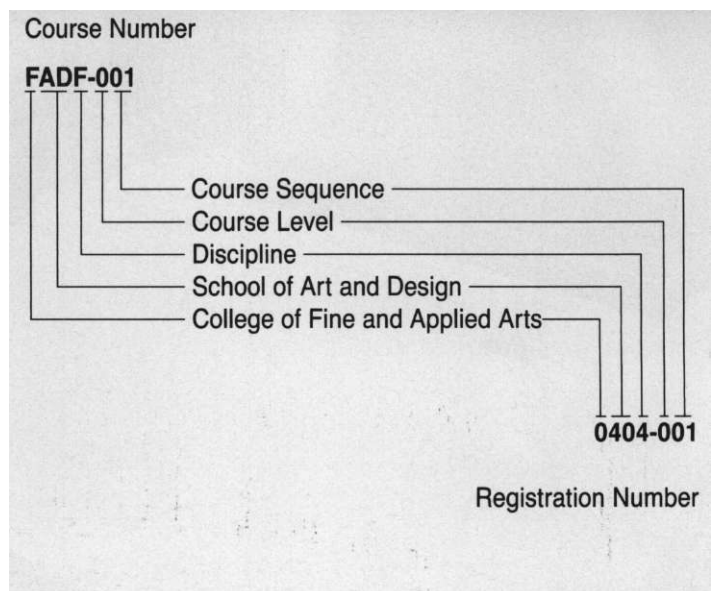 Course Number
FADF-001
Course Sequence
Course Level
Discipline
School of Art and Design
College of Fine and Applied Arts
0404-001
Registration Number